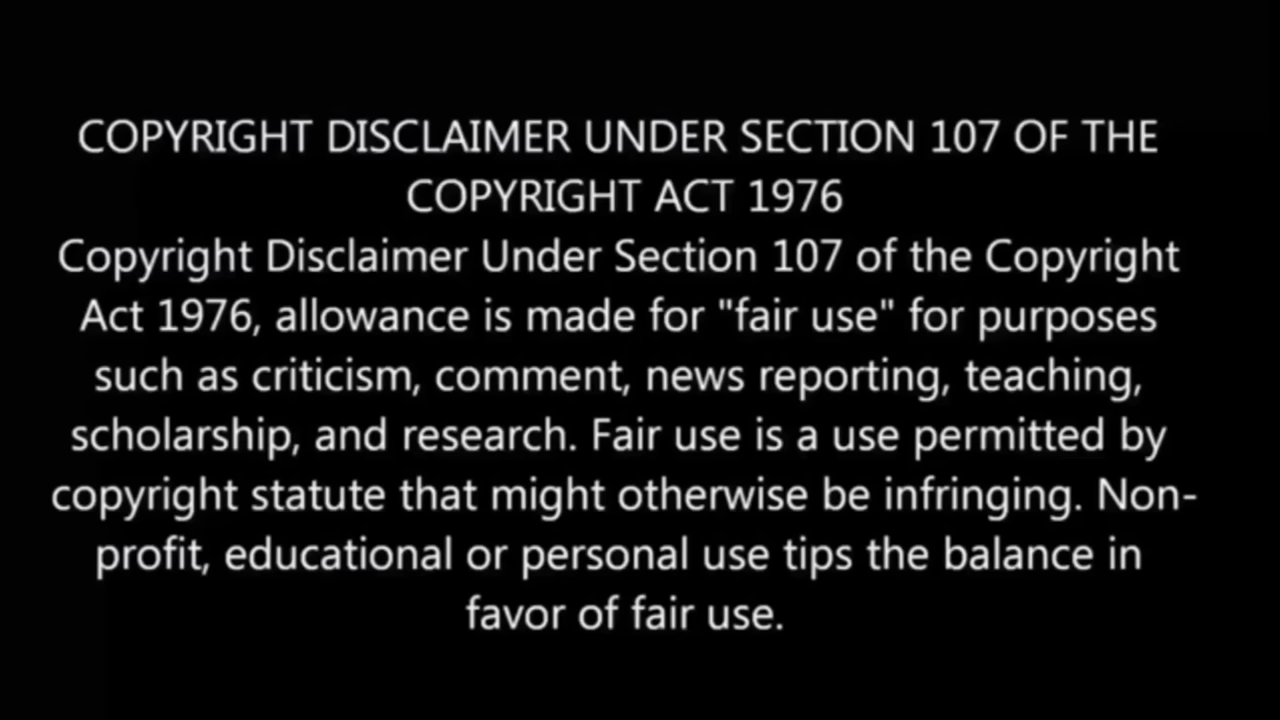 COPYRIGHT DISCLAIMER UNDER SECTION 107 OF THE
COPYRIGHT ACT 1976
Copyright Disclaimer Under Section 107 of the Copyright
Act 1976, allowance is made for "fair use" for purposes
such as criticism, comment, news reporting, teaching,
scholarship, and research. Fair use is a use permitted by
copyright statute that might otherwise be infringing. Non-
profit, educational or personal use tips the balance in
favor of fair use.